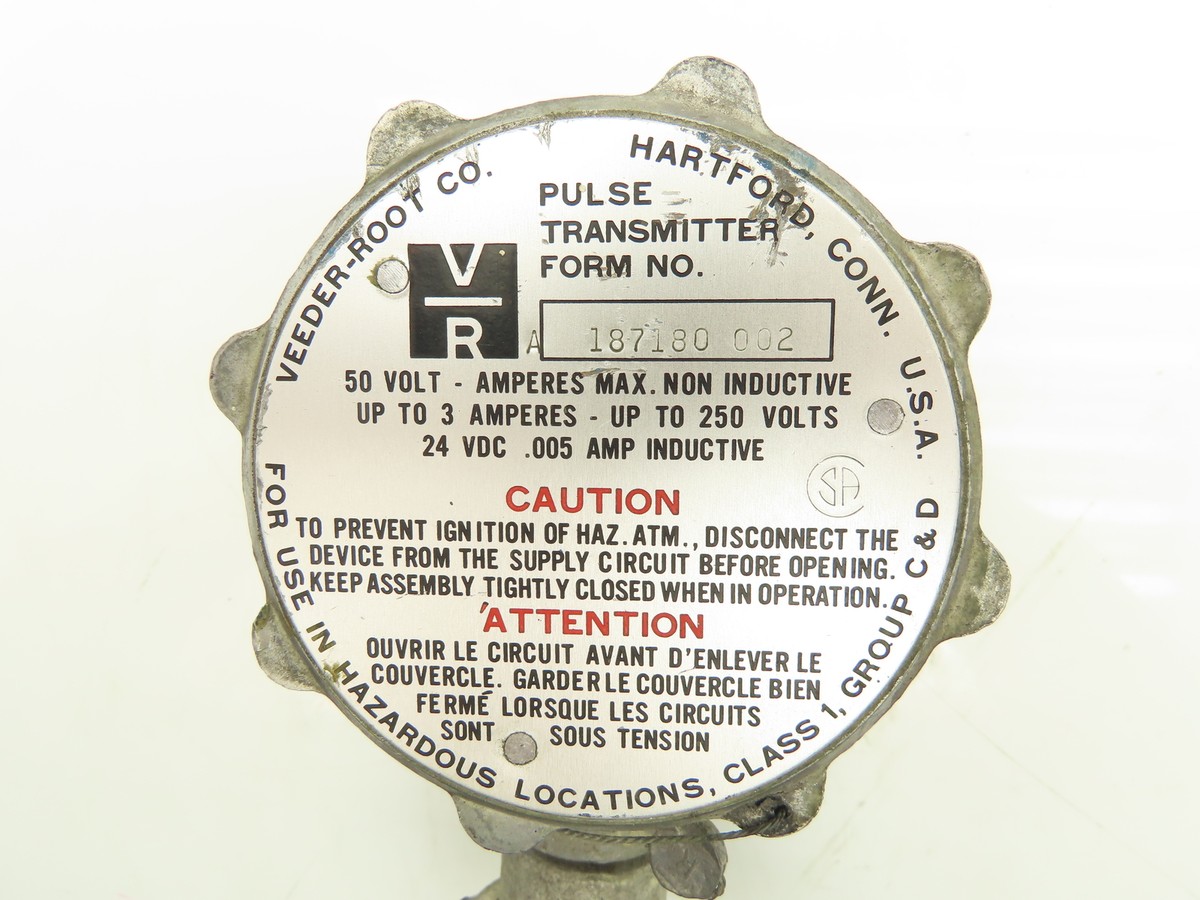 VEEDER-ROOT CO.
HARTFORD, CONN. U.S.A.
PULSE
TRANSMITTER
FORM NO.
V
R
A 187180 002
50 VOLT - AMPERES MAX. NON INDUCTIVE
UP TO 3 AMPERES - UP TO 250 VOLTS
24 VDC .005 AMP INDUCTIVE
SA
CAUTION
TO PREVENT IGNITION OF HAZ. ATM., DISCONNECT THE
DEVICE FROM THE SUPPLY CIRCUIT BEFORE OPENING.
KEEP ASSEMBLY TIGHTLY CLOSED WHEN IN OPERATION.
'ATTENTION
OUVRIR LE CIRCUIT AVANT D'ENLEVER LE
COUVERCLE. GARDER LE COUVERCLE BIEN
FERMÉ LORSQUE LES CIRCUITS
SONT SOUS TENSION
FOR USE IN HAZARDOUS LOCATIONS, CLASS 1, GROUP C & D